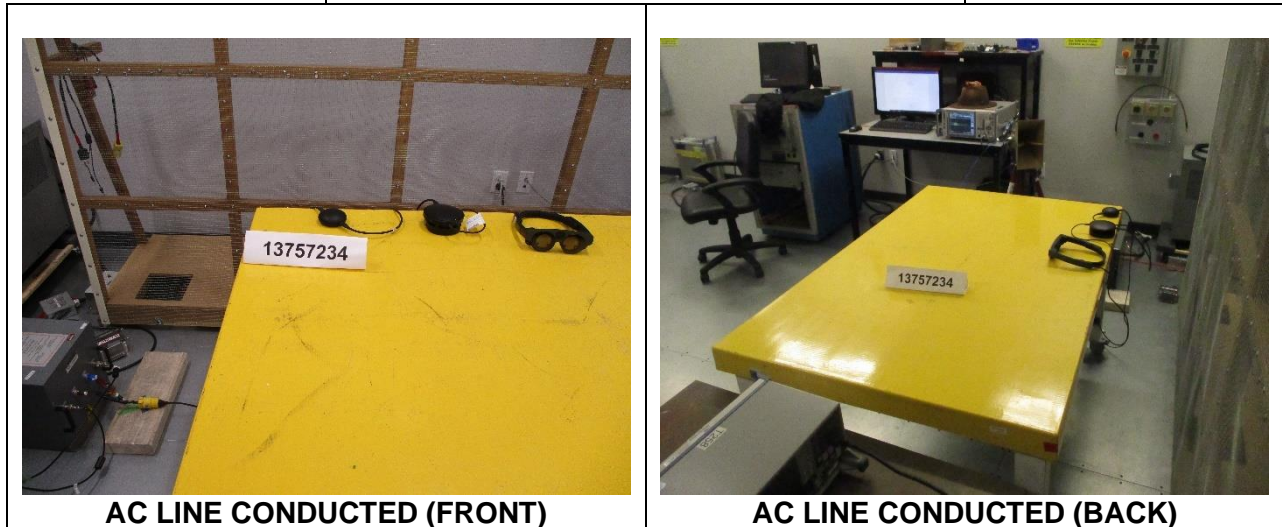 13757234
AC LINE CONDUCTED (FRONT)
13757234
AC LINE CONDUCTED (BACK)